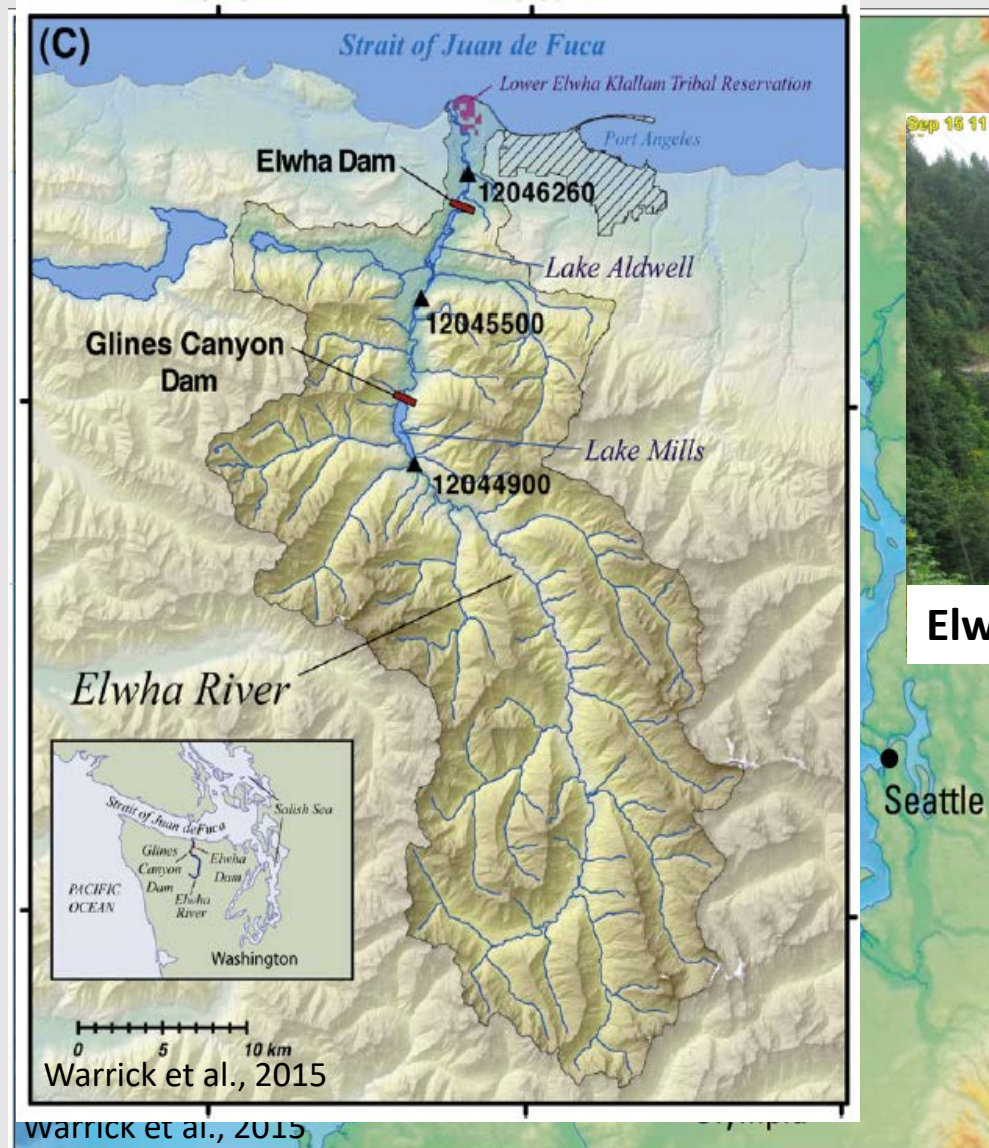 (C)
Strait of Juan de Fuca
Lower Elwha Klallam Tribal Reservation
Port Angeles
Elwha Dam
12046260
Lake Aldwell
12045500
Glines Canyon
Dam
Lake Mills
12044900
Elwha River
Strait of Juan deFuca
Salish Sea
Glines
Canyon
Dam
Elwha
Dam
Elwha
River
PACIFIC
OCEAN
Washington
0 5 10 km
Warrick et al., 2015
Warrick et al., 2015
Sep 15 11
Elw
Seattle